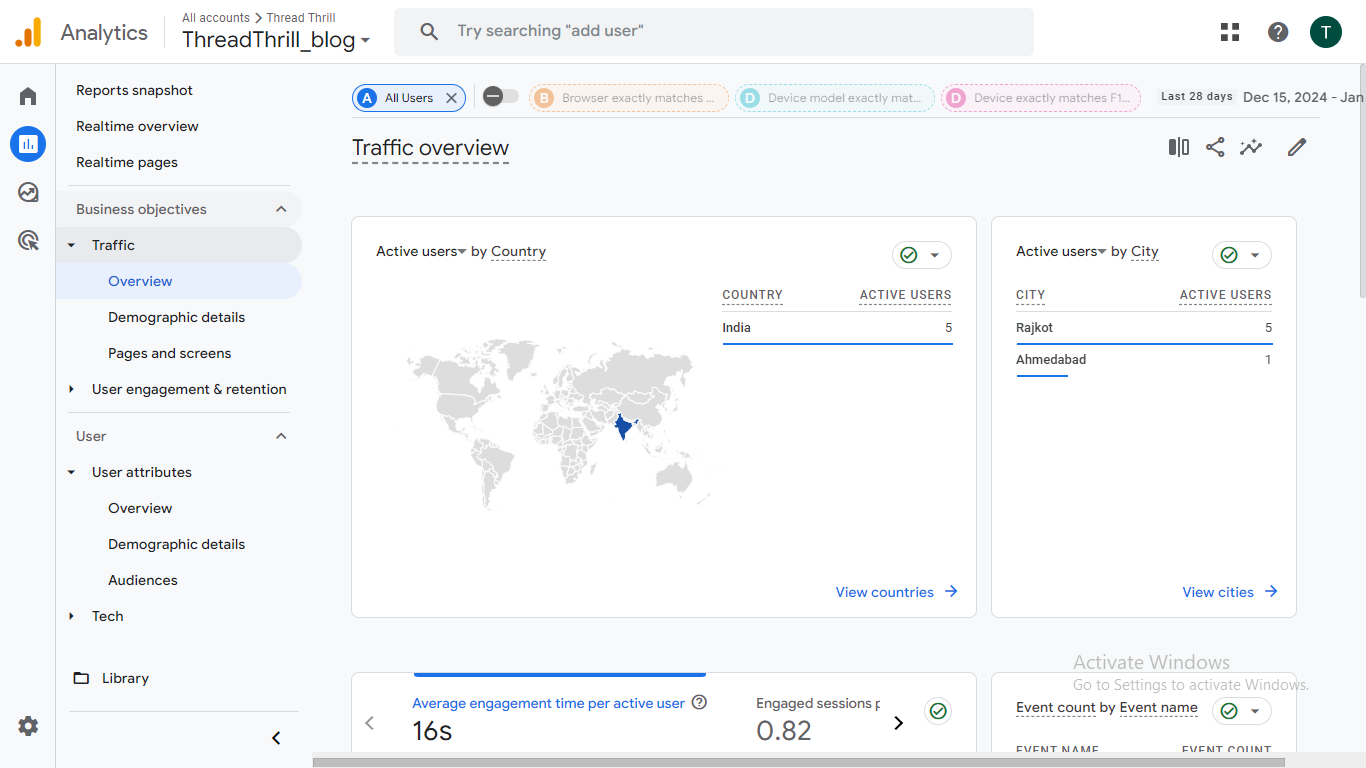 Analytics
All accounts > Thread Thrill
ThreadThrill_blog
Try searching "add user"
T
Reports snapshot
Realtime overview
Realtime pages
Business objectives
Traffic
Overview
Demographic details
Pages and screens
User engagement & retention
User
User attributes
Overview
Demographic details
Audiences
Tech
Library
A All Users
B Browser exactly matches ...
D Device model exactly mat...
D Device exactly matches F1...
Last 28 days Dec 15, 2024 - Jan
Traffic overview
Active users by Country
COUNTRY ACTIVE USERS
India 5
View countries
Active users by City
CITY ACTIVE USERS
Rajkot 5
Ahmedabad 1
View cities
Average engagement time per active user
16s
Engaged sessions p
0.82
Activate Windows
Go to Settings to activate Windows.
Event count by Event name
EVENT NAME EVENT COUNT